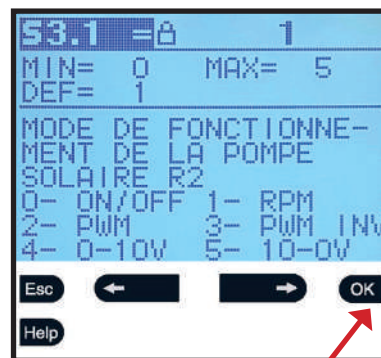 S3.1 = 1
MIN= 0 MAX= 5
DEF= 1
MODE DE FONCTIONNE-
MENT DE LA POMPE
SOLAIRE R2
0- ON/OFF 1- RPM
2- PWM 3- PWM INV
4- 0-10V 5- 10-0V
Esc OK
Help